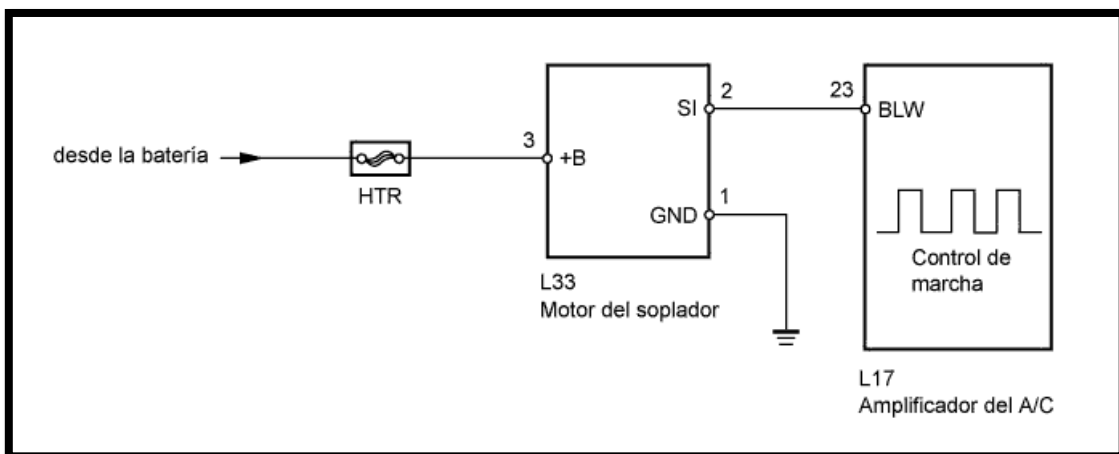 desde la batería
HTR
3
+B
SI
2
GND
1
L33
Motor del soplador
23
BLW
Control de
marcha
L17
Amplificador del A/C